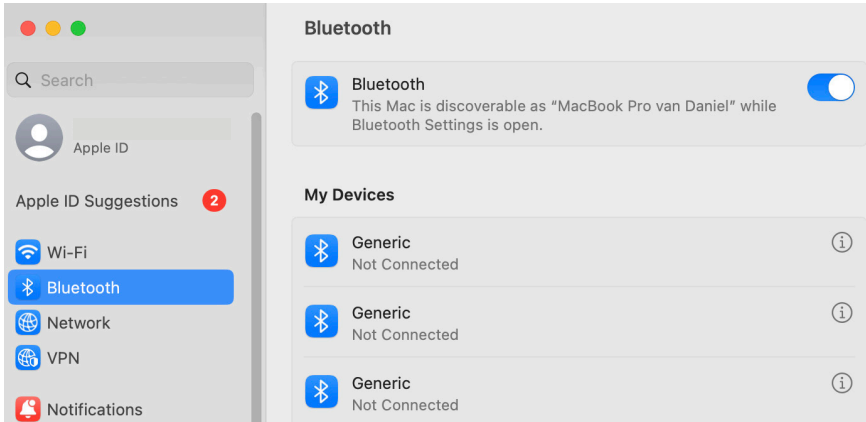 Bluetooth
Search
Apple ID
Apple ID Suggestions 2
Wi-Fi
Bluetooth
Network
VPN
Notifications
Bluetooth
This Mac is discoverable as “MacBook Pro van Daniel” while
Bluetooth Settings is open.
My Devices
Generic
Not Connected
Generic
Not Connected
Generic
Not Connected